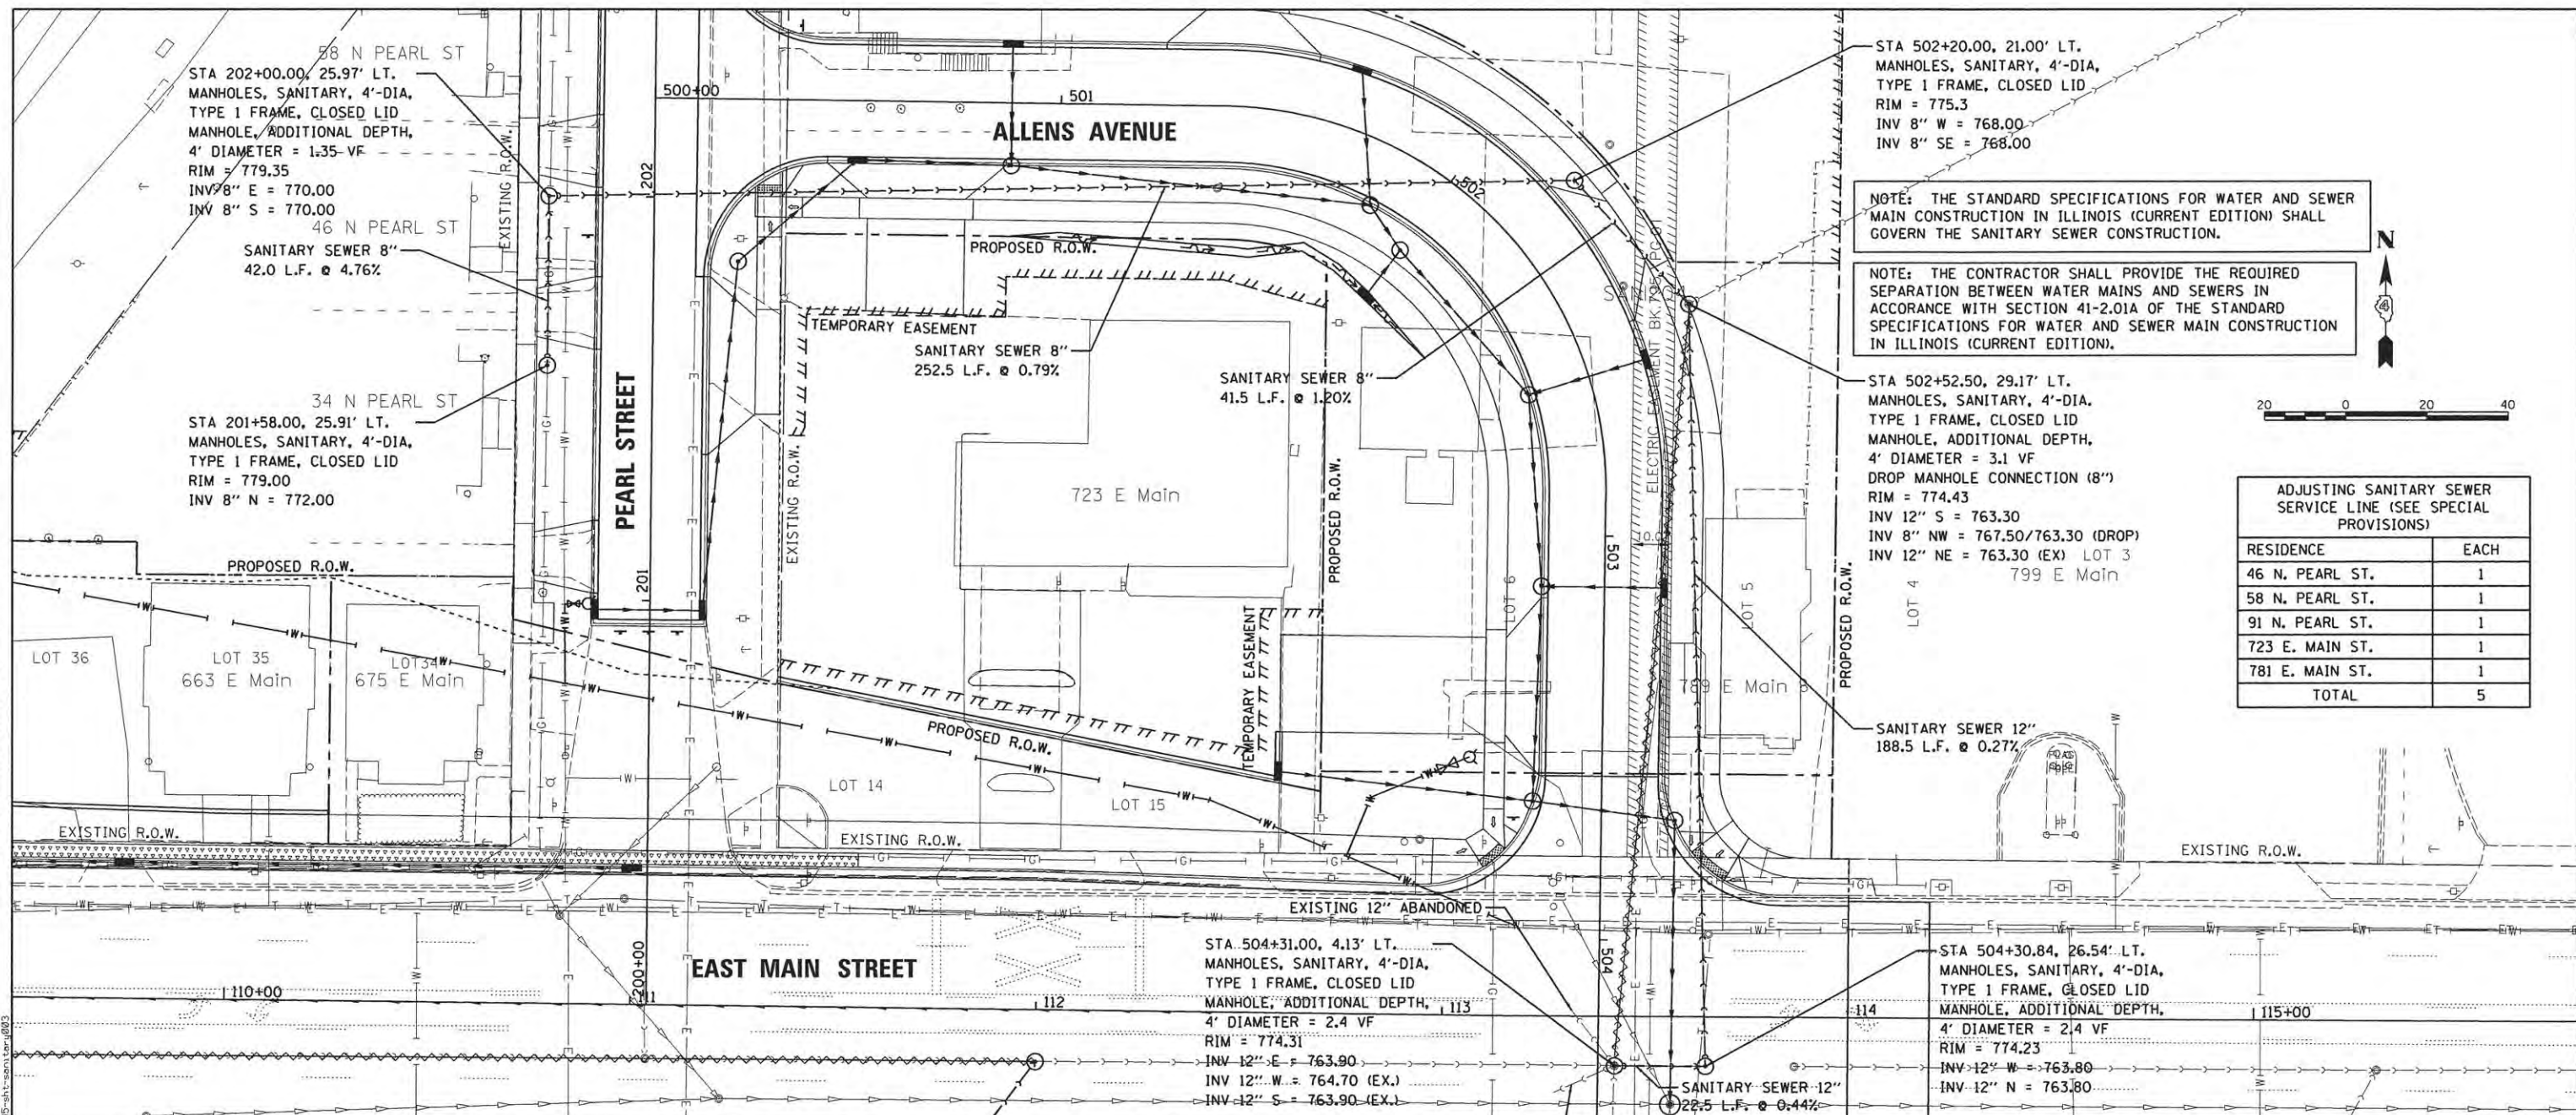 58 N PEARL ST
STA 202+00.00, 25.97' LT.
MANHOLES, SANITARY, 4'-DIA,
TYPE 1 FRAME, CLOSED LID
MANHOLE, ADDITIONAL DEPTH,
4' DIAMETER = 1.35 VF
RIM = 779.35
INV 8'' E = 770.00
INV 8'' S = 770.00
46 N PEARL ST
SANITARY SEWER 8''
42.0 L.F. @ 4.76%
34 N PEARL ST
STA 201+58.00, 25.91' LT.
MANHOLES, SANITARY, 4'-DIA,
TYPE 1 FRAME, CLOSED LID
RIM = 779.00
INV 8'' N = 772.00
EXISTING R.O.W.
PEARL STREET
202
201
200+00
500+00
501
502
503
504
ALLENS AVENUE
PROPOSED R.O.W.
TEMPORARY EASEMENT
SANITARY SEWER 8''
252.5 L.F. @ 0.79%
SANITARY SEWER 8''
41.5 L.F. @ 1.20%
EXISTING R.O.W.
723 E Main
PROPOSED R.O.W.
TEMPORARY EASEMENT
LOT 6
LOT 5
LOT 4
PROPOSED R.O.W.
STA 502+20.00, 21.00' LT.
MANHOLES, SANITARY, 4'-DIA,
TYPE 1 FRAME, CLOSED LID
RIM = 775.3
INV 8'' W = 768.00
INV 8'' SE = 768.00
NOTE: THE STANDARD SPECIFICATIONS FOR WATER AND SEWER
MAIN CONSTRUCTION IN ILLINOIS (CURRENT EDITION) SHALL
GOVERN THE SANITARY SEWER CONSTRUCTION.
NOTE: THE CONTRACTOR SHALL PROVIDE THE REQUIRED
SEPARATION BETWEEN WATER MAINS AND SEWERS IN
ACCORANCE WITH SECTION 41-2.01A OF THE STANDARD
SPECIFICATIONS FOR WATER AND SEWER MAIN CONSTRUCTION
IN ILLINOIS (CURRENT EDITION).
N
20 0 20 40
STA 502+52.50, 29.17' LT.
MANHOLES, SANITARY, 4'-DIA.
TYPE 1 FRAME, CLOSED LID
MANHOLE, ADDITIONAL DEPTH,
4' DIAMETER = 3.1 VF
DROP MANHOLE CONNECTION (8'')
RIM = 774.43
INV 12'' S = 763.30
INV 8'' NW = 767.50/763.30 (DROP)
INV 12'' NE = 763.30 (EX)
LOT 3
799 E Main
ADJUSTING SANITARY SEWER
SERVICE LINE (SEE SPECIAL
PROVISIONS)
RESIDENCE EACH
46 N. PEARL ST. 1
58 N. PEARL ST. 1
91 N. PEARL ST. 1
723 E. MAIN ST. 1
781 E. MAIN ST. 1
TOTAL 5
PROPOSED R.O.W.
LOT 36
LOT 35
663 E Main
LOT34
675 E Main
PROPOSED R.O.W.
LOT 14
LOT 15
789 E Main
SANITARY SEWER 12''
188.5 L.F. @ 0.27%
EXISTING R.O.W.
EXISTING R.O.W.
EXISTING R.O.W.
EAST MAIN STREET
110+00
111
112
113
114
115+00
EXISTING 12'' ABANDONED
STA 504+31.00, 4.13' LT.
MANHOLES, SANITARY, 4'-DIA,
TYPE 1 FRAME, CLOSED LID
MANHOLE, ADDITIONAL DEPTH,
4' DIAMETER = 2.4 VF
RIM = 774.31
INV 12'' E = 763.90
INV 12'' W = 764.70 (EX.)
INV 12'' S = 763.90 (EX.)
SANITARY SEWER 12''
22.5 L.F. @ 0.44%
STA 504+30.84, 26.54' LT.
MANHOLES, SANITARY, 4'-DIA,
TYPE 1 FRAME, CLOSED LID
MANHOLE, ADDITIONAL DEPTH,
4' DIAMETER = 2.4 VF
RIM = 774.23
INV 12'' W = 763.80
INV 12'' N = 763.80